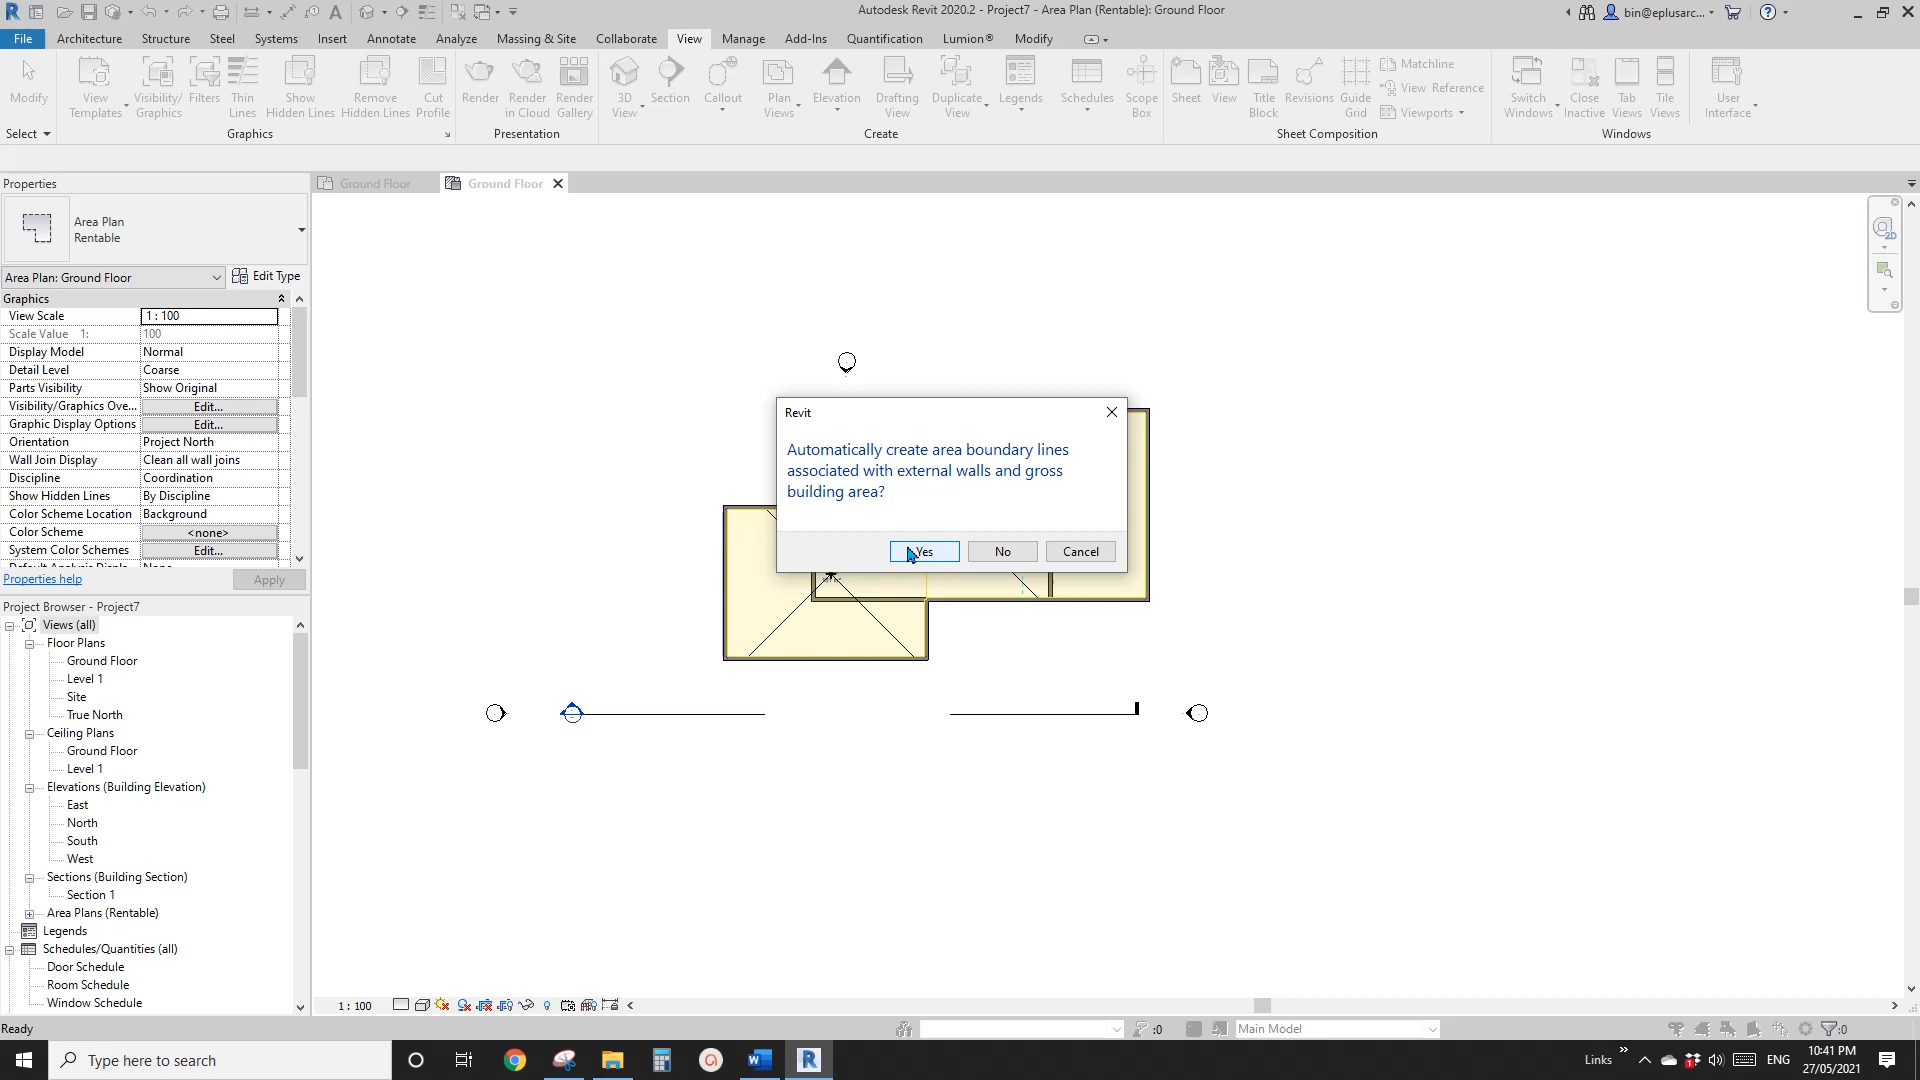 Autodesk Revit 2020.2 - Project7 - Area Plan (Rentable): Ground Floor
bin@eplusarc...
File Architecture Structure Steel Systems Insert Annotate Analyze Massing & Site Collaborate View Manage Add-Ins Quantification Lumion® Modify
Modify
View Templates
Visibility/ Graphics
Filters
Thin Lines
Show Hidden Lines
Remove Hidden Lines
Cut Profile
Render
Render in Cloud
Render Gallery
3D View
Section
Callout
Plan Views
Elevation
Drafting View
Duplicate View
Legends
Schedules
Scope Box
Sheet
View
Title Block
Revisions
Guide Grid
Matchline
View Reference
Viewports
Switch Windows
Close Inactive
Tab Views
Tile Views
User Interface
Select Graphics Presentation Create Sheet Composition Windows
Properties
Ground Floor
Ground Floor
Area Plan
Rentable
Area Plan: Ground Floor Edit Type
Graphics
View Scale 1 : 100
Scale Value 1: 100
Display Model Normal
Detail Level Coarse
Parts Visibility Show Original
Visibility/Graphics Ove... Edit...
Graphic Display Options Edit...
Orientation Project North
Wall Join Display Clean all wall joins
Discipline Coordination
Show Hidden Lines By Discipline
Color Scheme Location Background
Color Scheme <none>
System Color Schemes Edit...
Properties help Apply
Revit
Automatically create area boundary lines
associated with external walls and gross
building area?
Yes No Cancel
Project Browser - Project7
Views (all)
Floor Plans
Ground Floor
Level 1
Site
True North
Ceiling Plans
Ground Floor
Level 1
Elevations (Building Elevation)
East
North
South
West
Sections (Building Section)
Section 1
Area Plans (Rentable)
Legends
Schedules/Quantities (all)
Door Schedule
Room Schedule
Window Schedule
2D
1 : 100
Ready
:0
Main Model
:0
Type here to search
Links
ENG
10:41 PM
27/05/2021